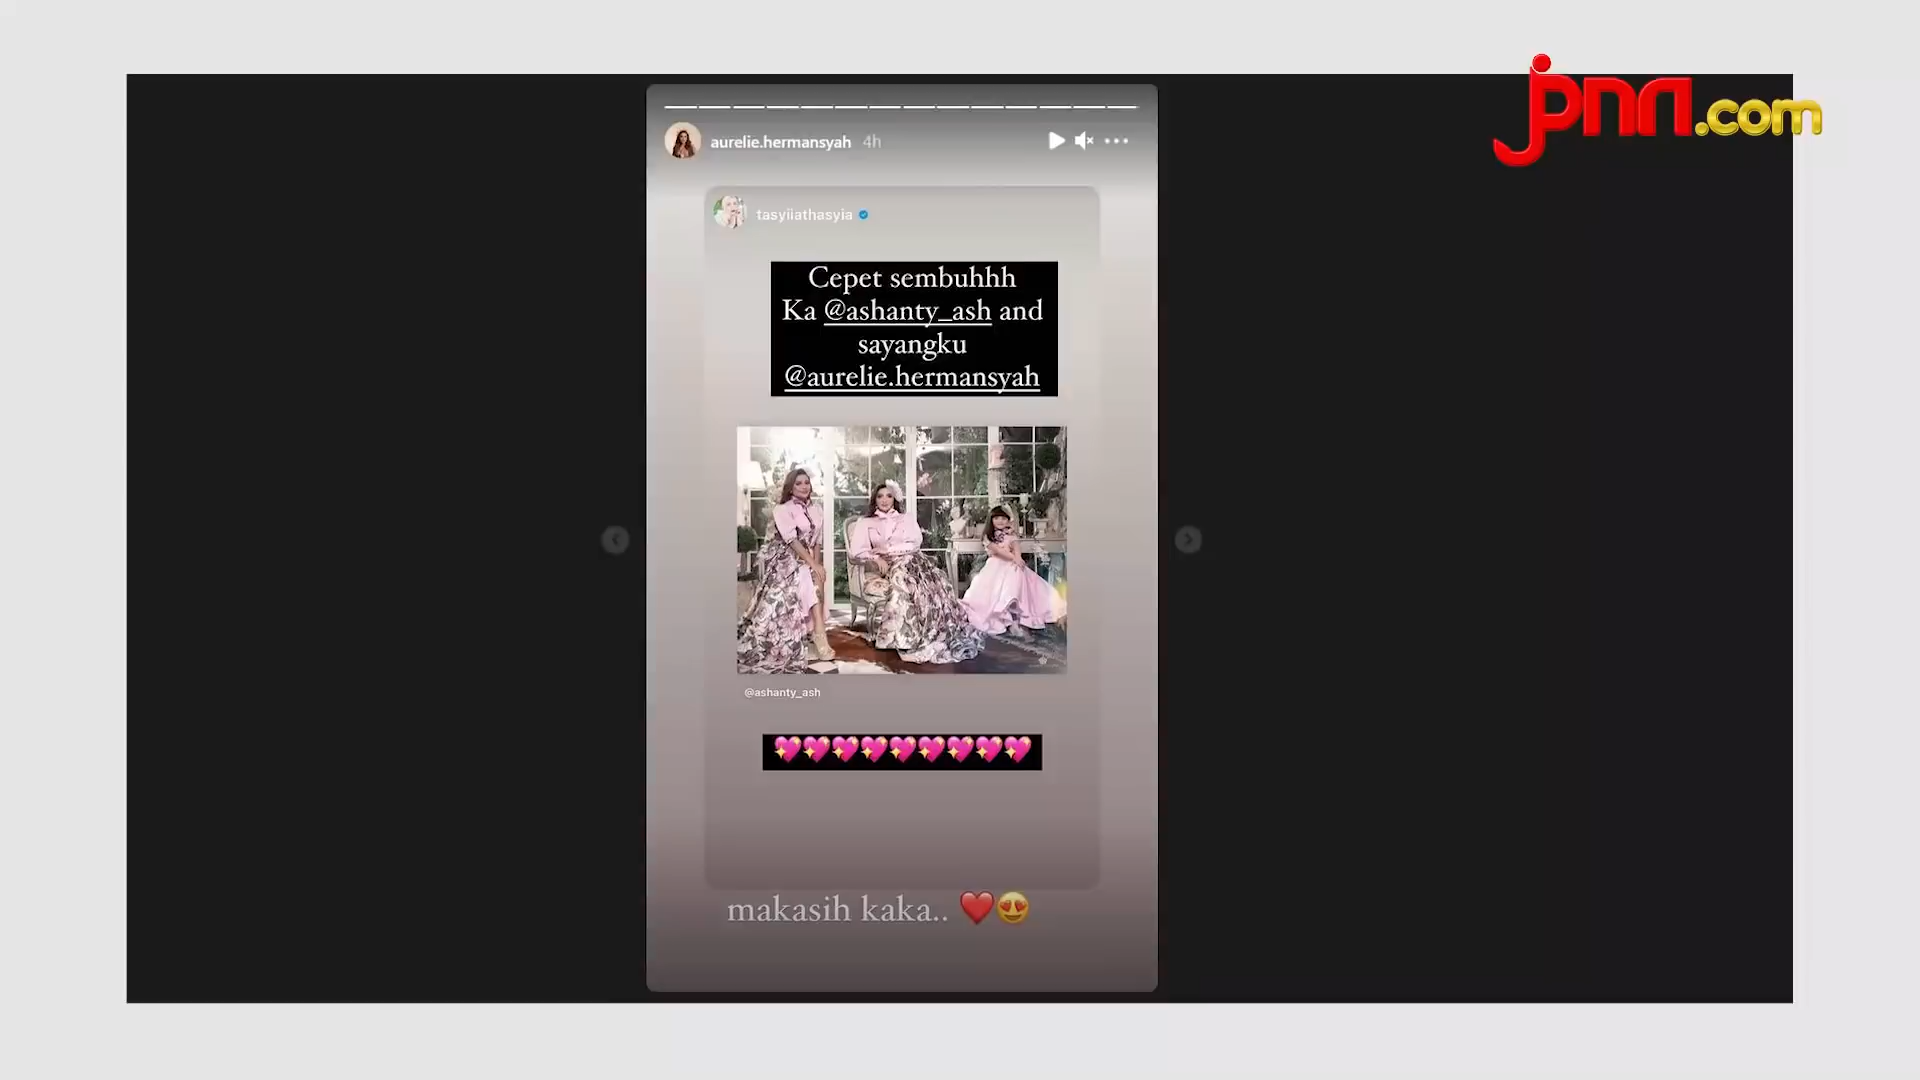 jpnn.com
aurelie.hermansyah 4h
tasyiiathasyia
Cepet sembuhhh
Ka @ashanty_ash and
sayangku
@aurelie.hermansyah
@ashanty_ash
💖💖💖💖💖💖💖💖💖
makasih kaka.. ❤️😍